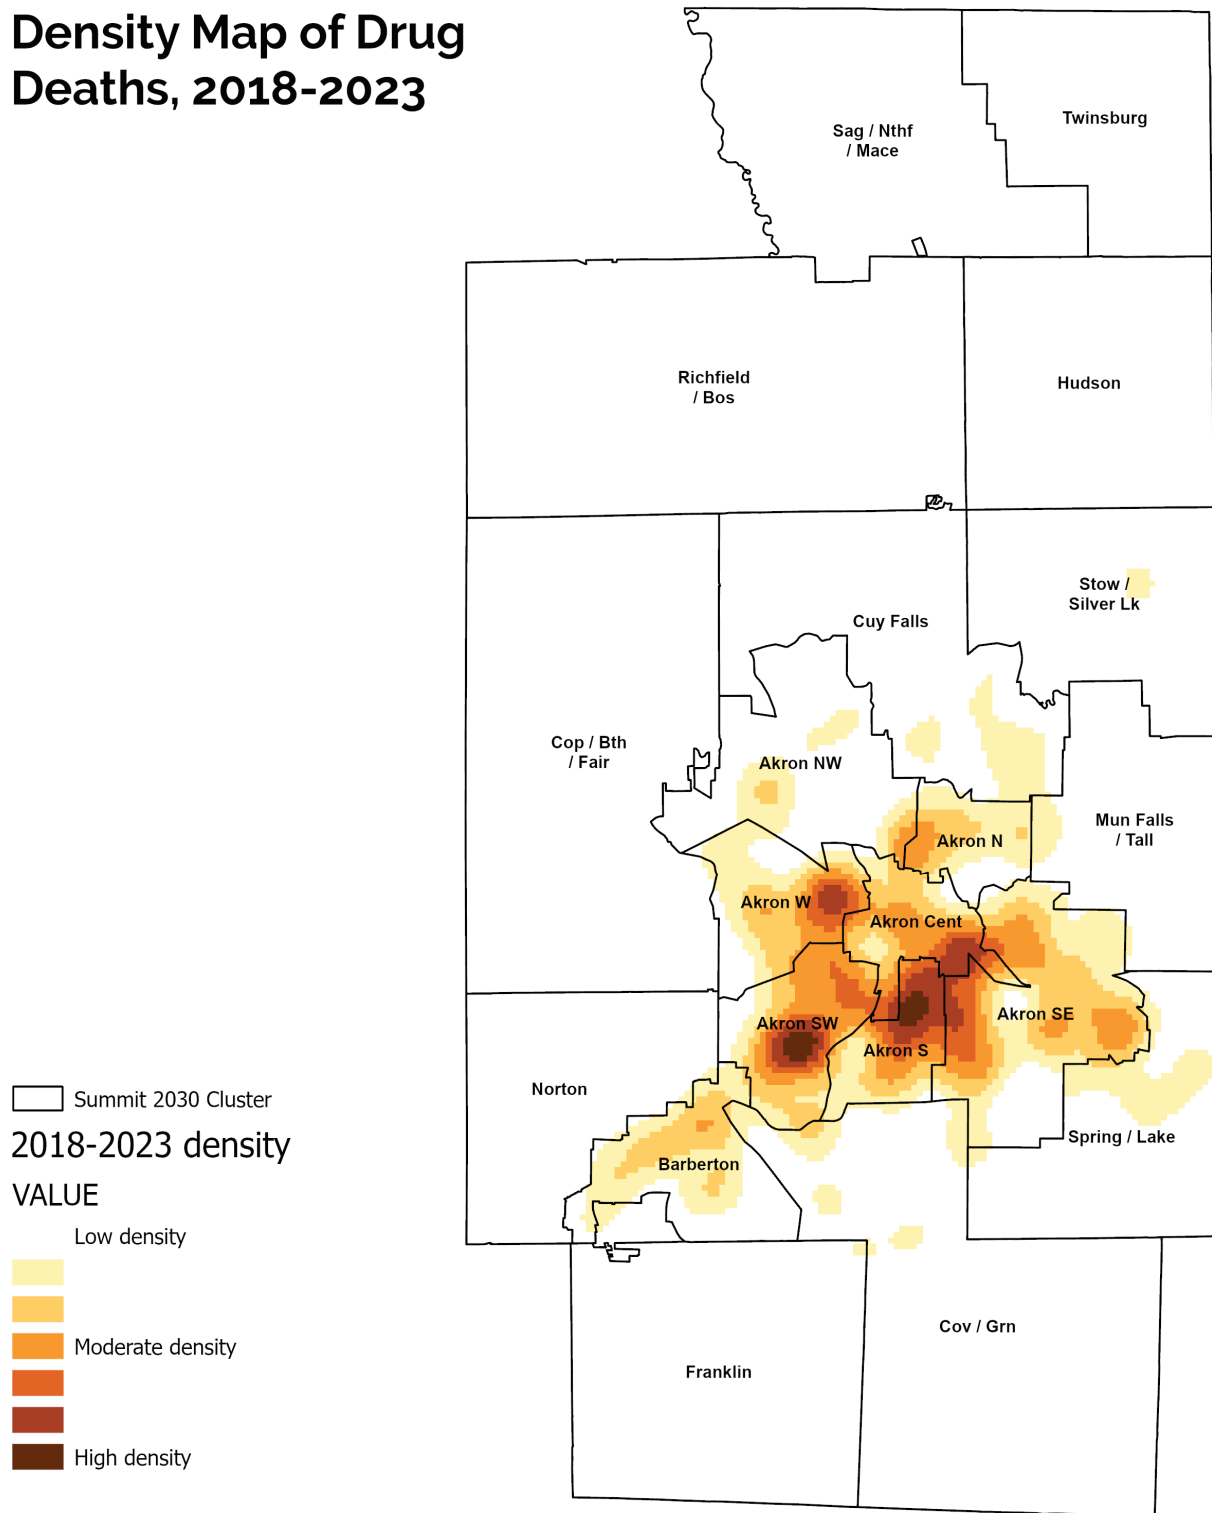 Density Map of Drug
Deaths, 2018-2023
Twinsburg
Sag / Nthf
/ Mace
Richfield
/ Bos
Hudson
Stow /
Silver Lk
Cuy Falls
Cop / Bth
/ Fair
Akron NW
Mun Falls
/ Tall
Akron N
Akron W
Akron Cent
Akron SE
Akron SW
Akron S
Norton
Spring / Lake
Barberton
Cov / Grn
Franklin
Summit 2030 Cluster
2018-2023 density
VALUE
Low density
Moderate density
High density